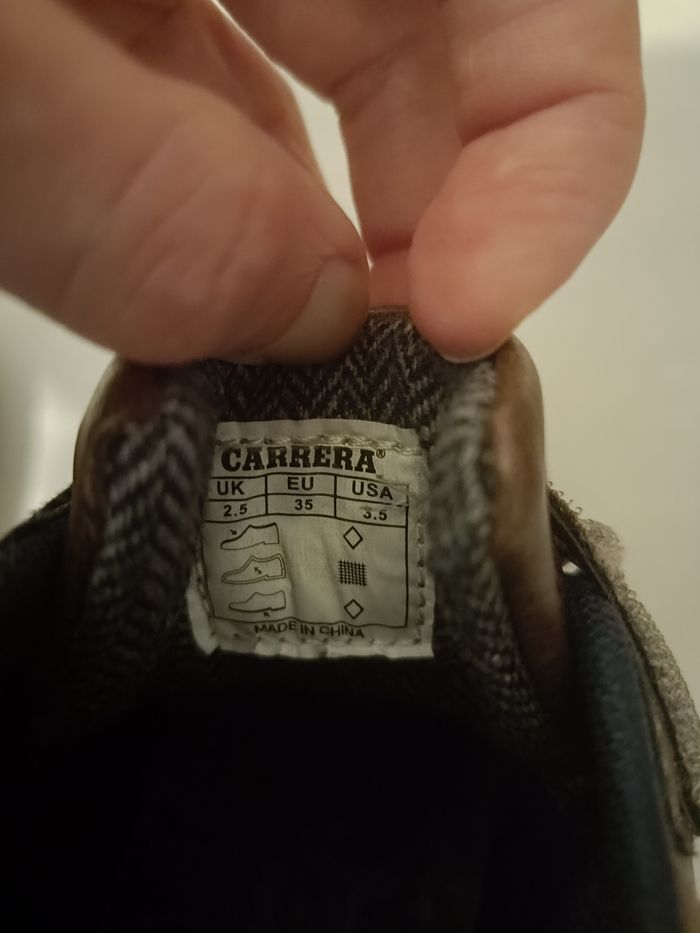 CARRERA®
UK EU USA
2.5 35 3.5
MADE IN CHINA